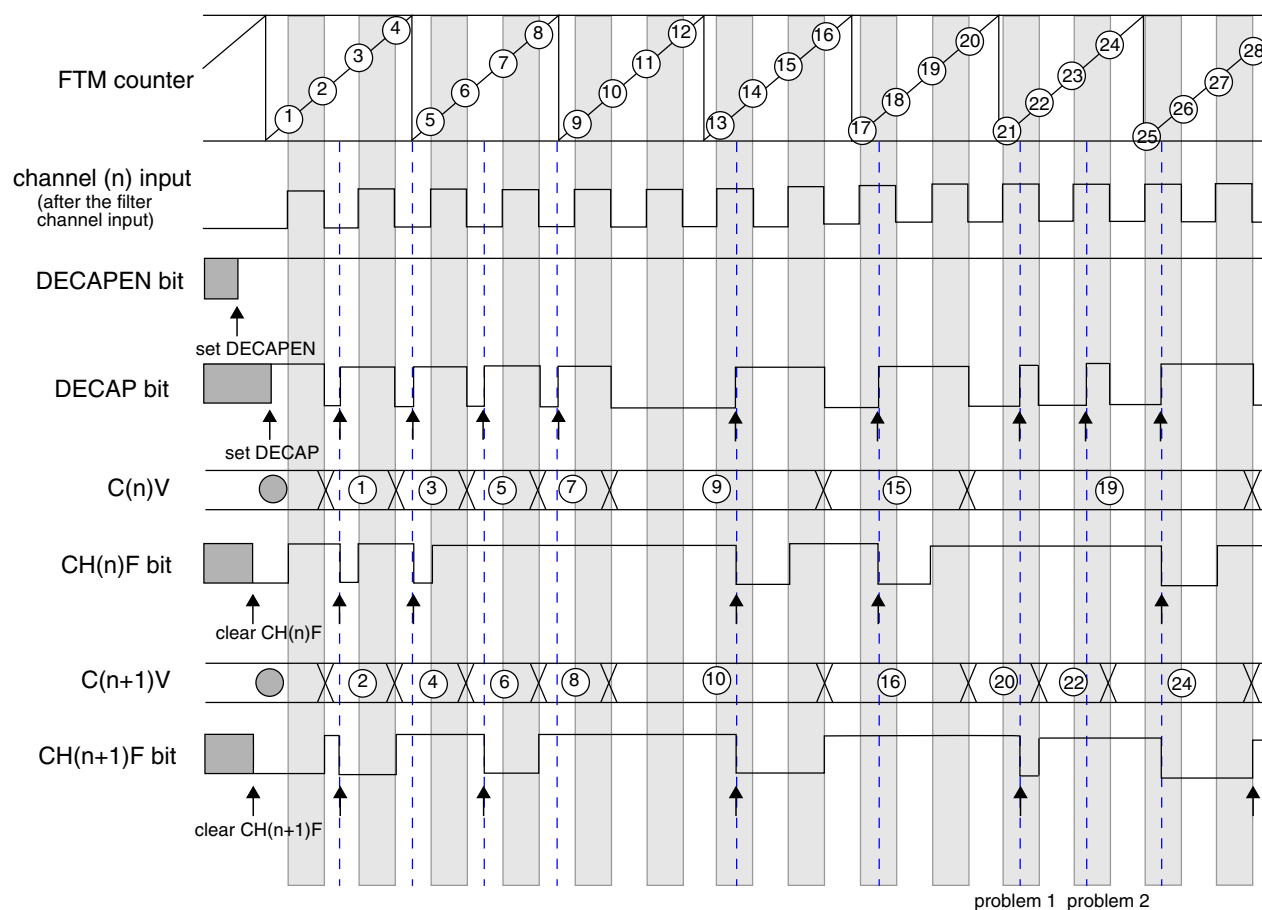 FTM counter
1 2 3 4 5 6 7 8 9 10 11 12 13 14 15 16 17 18 19 20 21 22 23 24 25 26 27 28
channel (n) input
(after the filter
channel input)
DECAPEN bit
set DECAPEN
DECAP bit
set DECAP
C(n)V
1 3 5 7 9 15 19
CH(n)F bit
clear CH(n)F
C(n+1)V
2 4 6 8 10 16 20 22 24
CH(n+1)F bit
clear CH(n+1)F
problem 1 problem 2